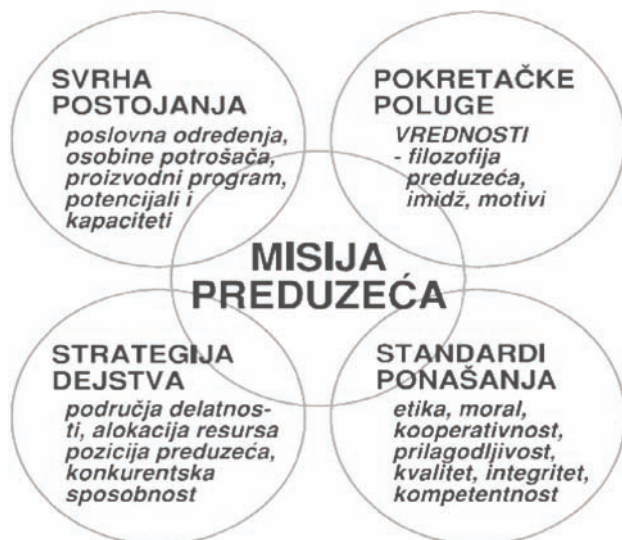 SVRHA
POSTOJANJA
poslovna određenja,
osobine potrošača,
proizvodni program,
potencijali i
kapaciteti
POKRETAČKE
POLUGE
VREDNOSTI
- filozofija
preduzeća,
imidž, motivi
MISIJA
PREDUZEĆA
STRATEGIJA
DEJSTVA
područja delatnos-
ti, alokacija resursa
pozicija preduzeća,
konkurentska
sposobnost
STANDARDI
PONAŠANJA
etika, moral,
kooperativnost,
prilagodljivost,
kvalitet, integritet,
kompetentnost